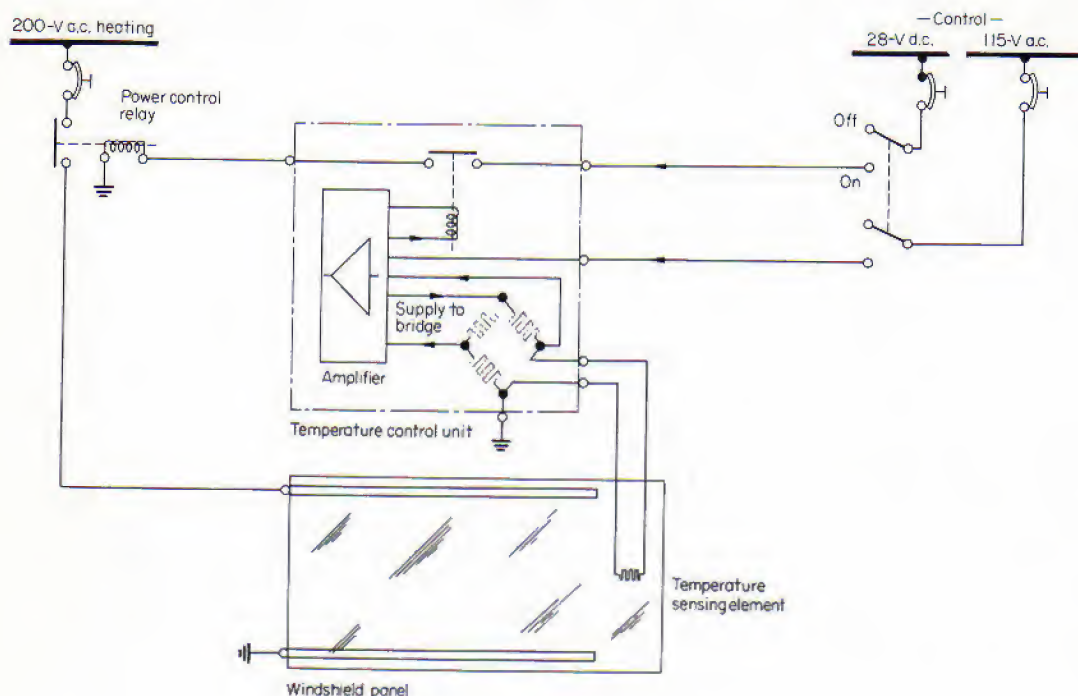 200-V a.c. heating
— Control —
28-V d.c.
115-V a.c.
Power control
relay
Off
On
Supply to
bridge
Amplifier
Temperature control unit
Temperature
sensing element
Windshield panel